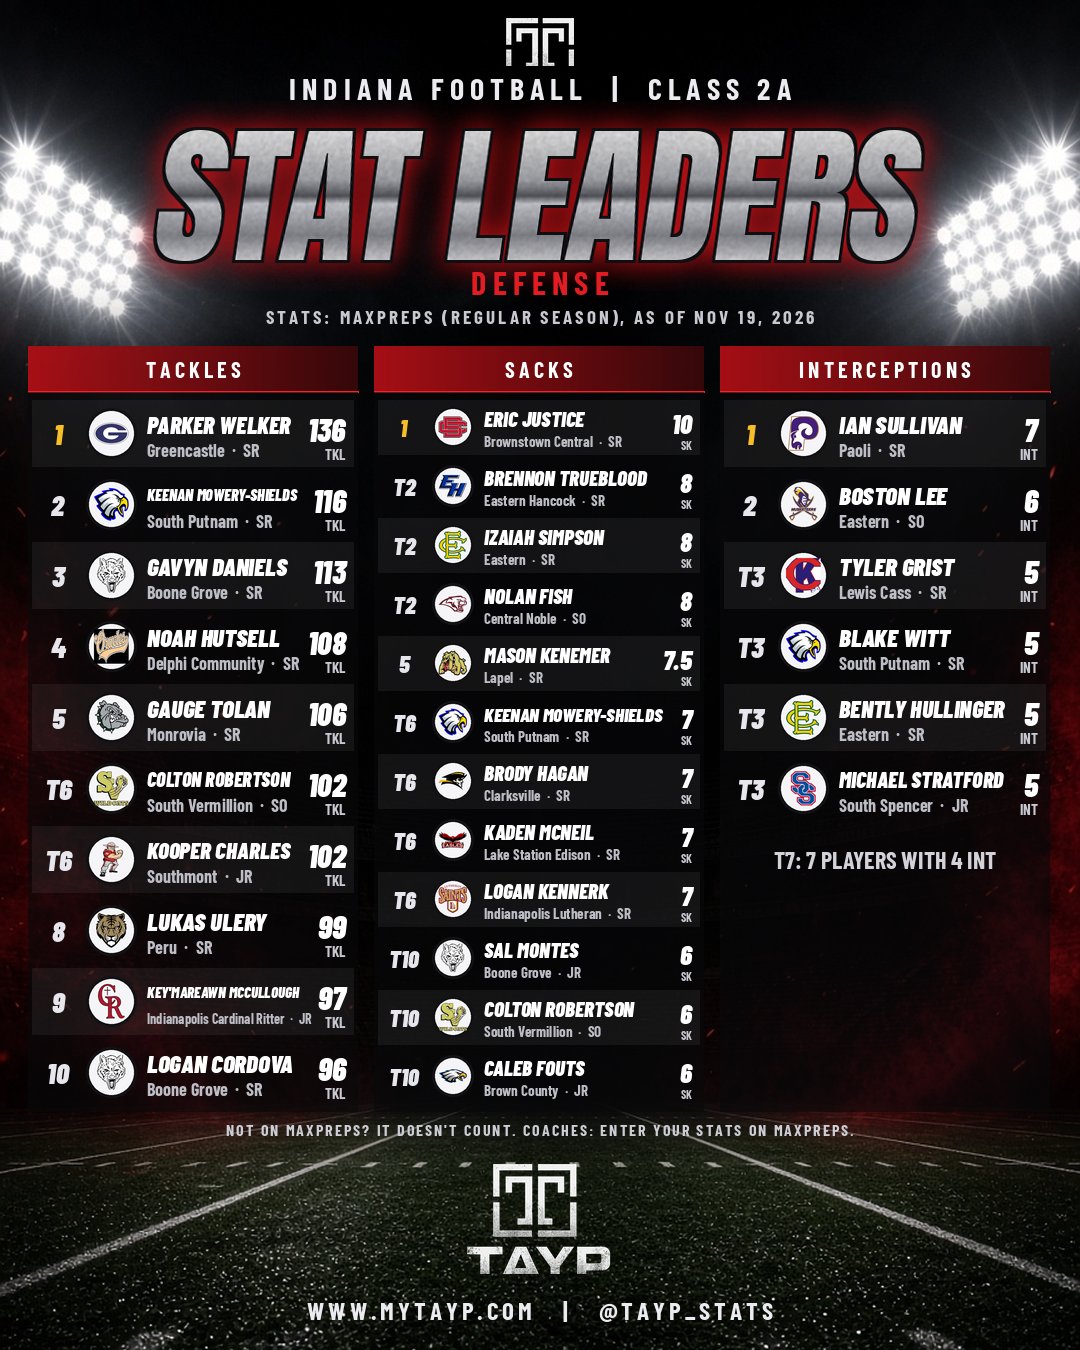 INDIANA FOOTBALL | CLASS 2A
STAT LEADERS
DEFENSE
STATS: MAXPREPS (REGULAR SEASON), AS OF NOV 19, 2026
TACKLES
1 PARKER WELKER 136
Greencastle · SR TKL
2 KEENAN MOWERY-SHIELDS 116
South Putnam · SR TKL
3 GAVYN DANIELS 113
Boone Grove · SR TKL
4 NOAH HUTSELL 108
Delphi Community · SR TKL
5 GAUGE TOLAN 106
Monrovia · SR TKL
T6 COLTON ROBERTSON 102
South Vermillion · SO TKL
T6 KOOPER CHARLES 102
Southmont · JR TKL
8 LUKAS ULERY 99
Peru · SR TKL
9 KEY'MAREAWN MCCULLOUGH 97
Indianapolis Cardinal Ritter · JR TKL
10 LOGAN CORDOVA 96
Boone Grove · SR TKL
SACKS
1 ERIC JUSTICE 10
Brownstown Central · SR SK
T2 BRENNON TRUEBLOOD 8
Eastern Hancock · SR SK
T2 IZAIAH SIMPSON 8
Eastern · SR SK
T2 NOLAN FISH 8
Central Noble · SO SK
5 MASON KENEMER 7.5
Lapel · SR SK
T6 KEENAN MOWERY-SHIELDS 7
South Putnam · SR SK
T6 BRODY HAGAN 7
Clarksville · SR SK
T6 KADEN MCNEIL 7
Lake Station Edison · SR SK
T6 LOGAN KENNERK 7
Indianapolis Lutheran · SR SK
T10 SAL MONTES 6
Boone Grove · JR SK
T10 COLTON ROBERTSON 6
South Vermillion · SO SK
T10 CALEB FOUTS 6
Brown County · JR SK
INTERCEPTIONS
1 IAN SULLIVAN 7
Paoli · SR INT
2 BOSTON LEE 6
Eastern · SO INT
T3 TYLER GRIST 5
Lewis Cass · SR INT
T3 BLAKE WITT 5
South Putnam · SR INT
T3 BENTLY HULLINGER 5
Eastern · SR INT
T3 MICHAEL STRATFORD 5
South Spencer · JR INT
T7: 7 PLAYERS WITH 4 INT
NOT ON MAXPREPS? IT DOESN'T COUNT. COACHES: ENTER YOUR STATS ON MAXPREPS.
TAYP
WWW.MYTAYP.COM | @TAYP_STATS